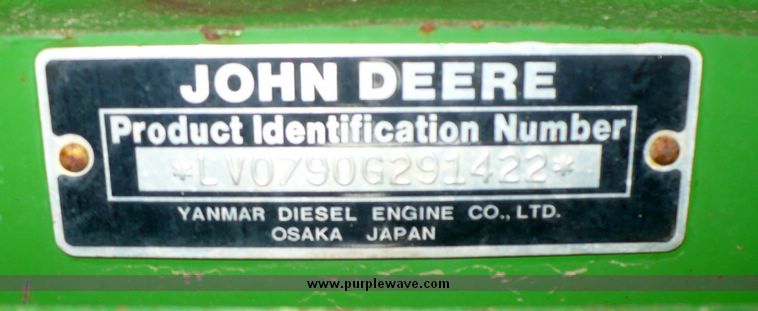 JOHN DEERE
Product Identification Number
*LV0790G291422*
YANMAR DIESEL ENGINE CO., LTD.
OSAKA JAPAN
www.purplewave.com